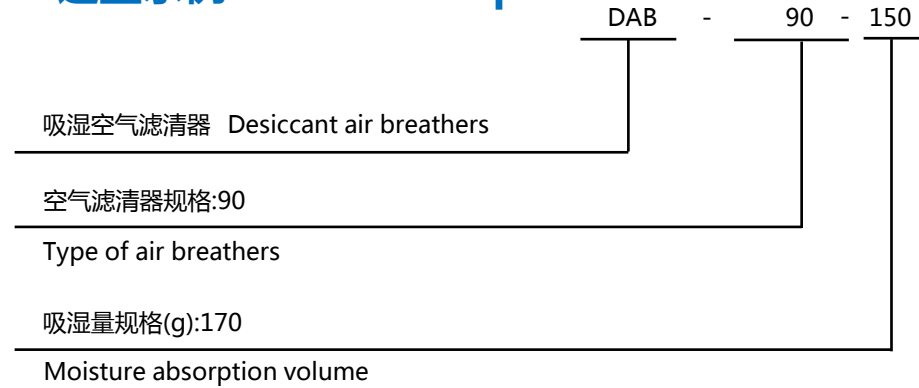 DAB - 90 - 150
吸湿空气滤清器 Desiccant air breathers
空气滤清器规格:90
Type of air breathers
吸湿量规格(g):170
Moisture absorption volume